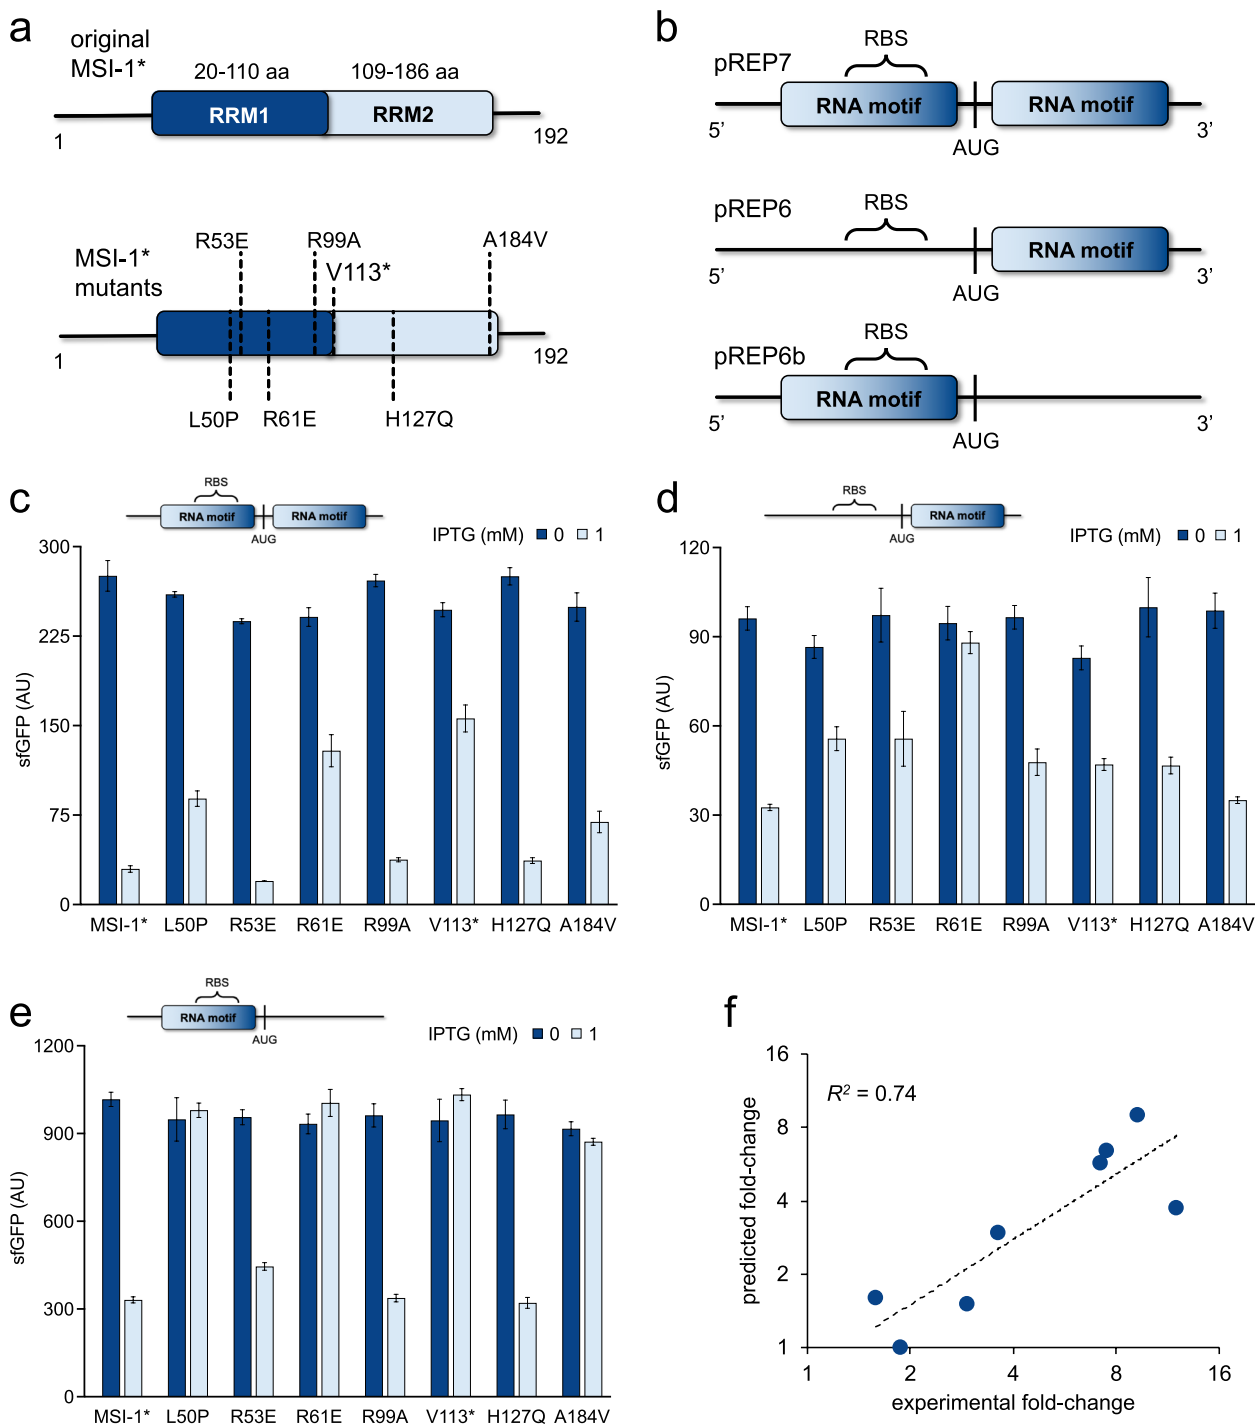 a
original
MSI-1*
20-110 aa
109-186 aa
RRM1
RRM2
1
192
MSI-1*
mutants
R53E
R99A
V113*
A184V
1
192
L50P
R61E
H127Q
b
pREP7
RBS
RNA motif
RNA motif
5’
AUG
3’
pREP6
RBS
RNA motif
5’
AUG
3’
pREP6b
RBS
RNA motif
5’
AUG
3’
c
RBS
RNA motif
RNA motif
AUG
IPTG (mM) 0 1
sfGFP (AU)
300
225
150
75
0
MSI-1* L50P R53E R61E R99A V113* H127Q A184V
d
RBS
RNA motif
AUG
IPTG (mM) 0 1
sfGFP (AU)
120
90
60
30
0
MSI-1* L50P R53E R61E R99A V113* H127Q A184V
e
RBS
RNA motif
AUG
IPTG (mM) 0 1
sfGFP (AU)
1200
900
600
300
0
MSI-1* L50P R53E R61E R99A V113* H127Q A184V
f
R² = 0.74
predicted fold-change
16
8
4
2
1
1 2 4 8 16
experimental fold-change